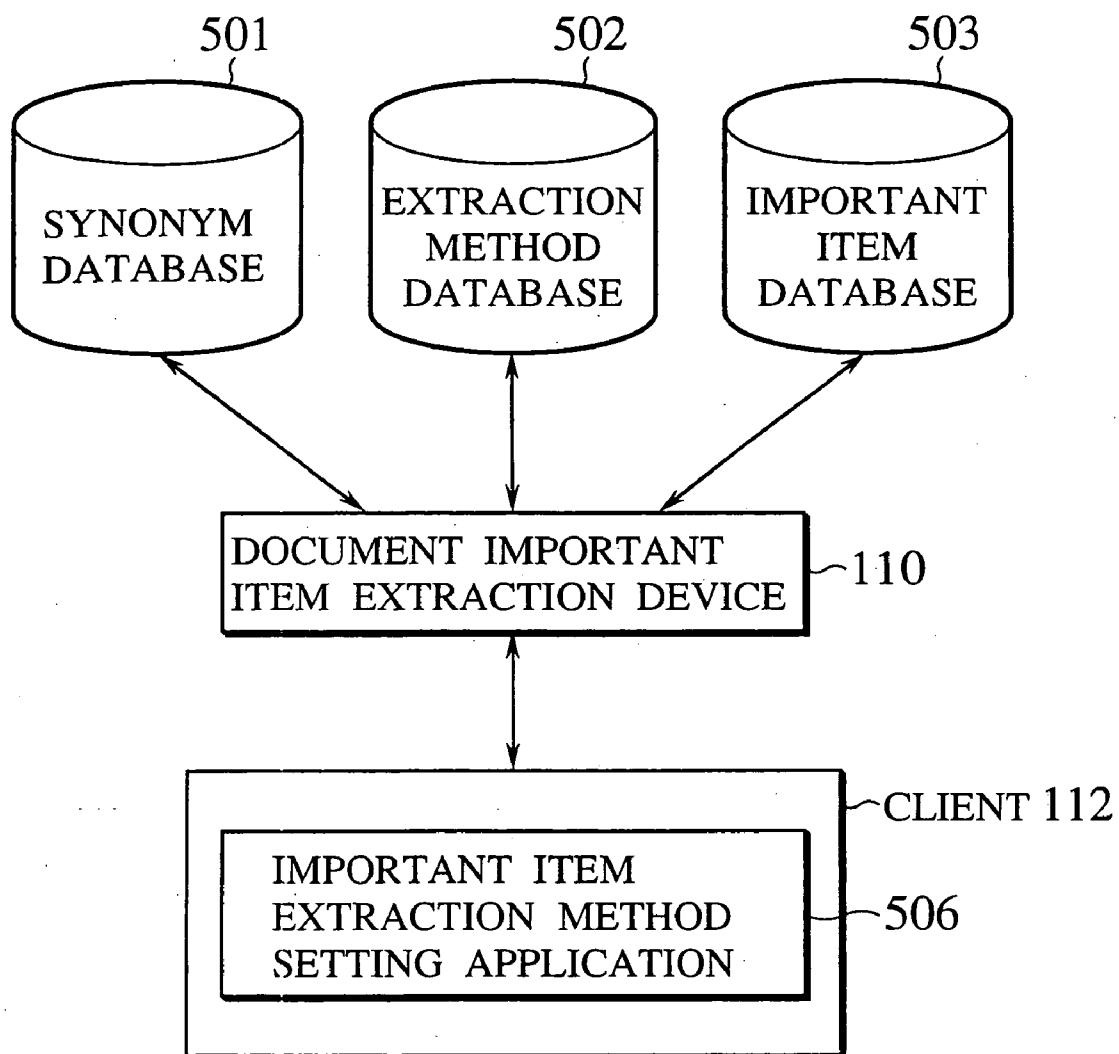 501
502
503
SYNONYM
DATABASE
EXTRACTION
METHOD
DATABASE
IMPORTANT
ITEM
DATABASE
DOCUMENT IMPORTANT
ITEM EXTRACTION DEVICE
110
CLIENT 112
IMPORTANT ITEM
EXTRACTION METHOD
SETTING APPLICATION
506